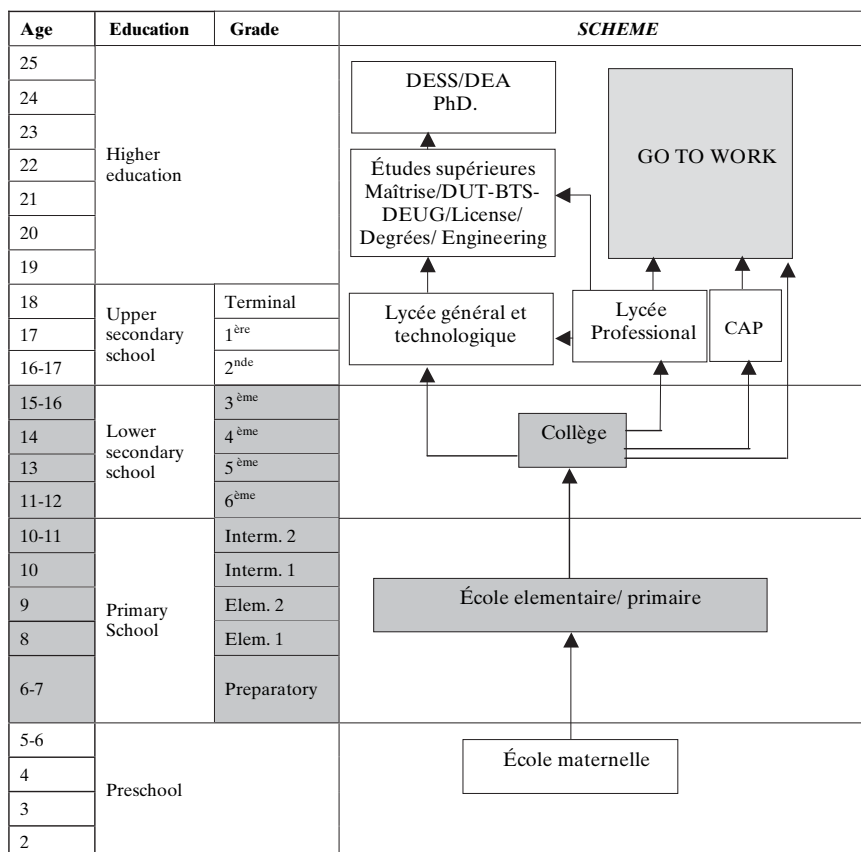 Age Education Grade SCHEME
25
24
23
22
21
20
19
Higher
education
DESS/DEA
PhD.
GO TO WORK
Études supérieures
Maîtrise/DUT-BTS-
DEUG/License/
Degrées/ Engineering
18
17
16-17
Upper
secondary
school
Terminal
1ère
2nde
Lycée général et
technologique
Lycée
Professional
CAP
15-16
14
13
11-12
Lower
secondary
school
3ème
4ème
5ème
6ème
Collège
10-11
10
9
8
6-7
Primary
School
Interm. 2
Interm. 1
Elem. 2
Elem. 1
Preparatory
École elementaire/ primaire
5-6
4
3
2
Preschool
École maternelle